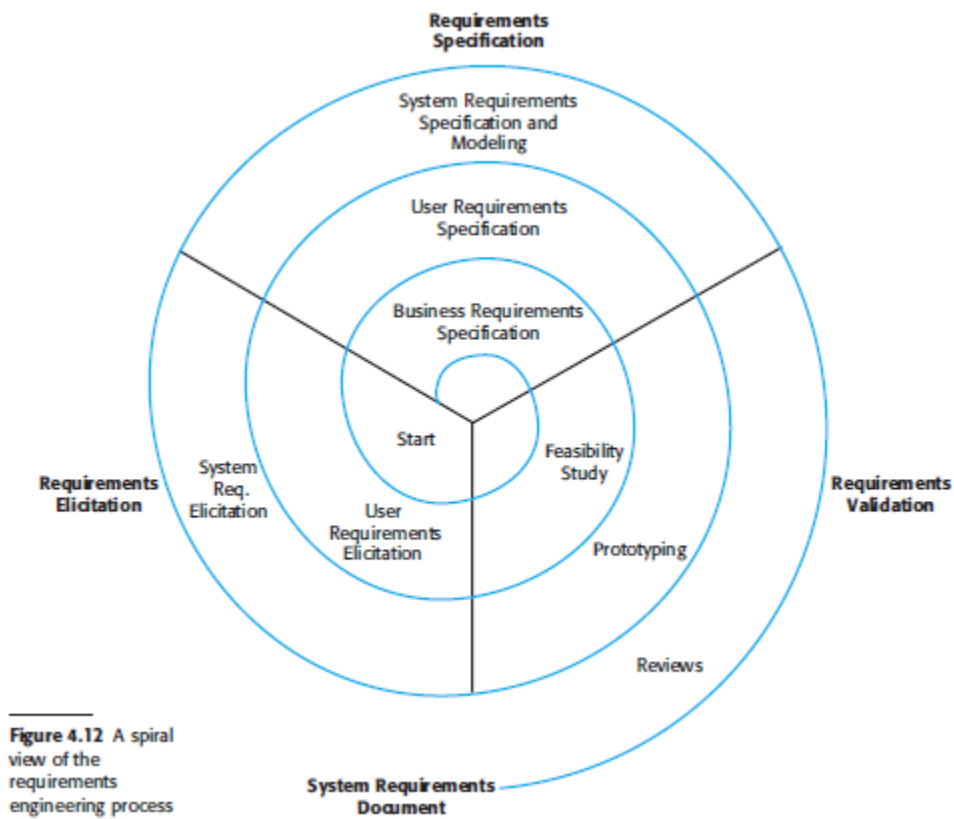 Requirements
Specification
System Requirements
Specification and
Modeling
User Requirements
Specification
Business Requirements
Specification
Start
Feasibility
Study
Requirements
Elicitation
System
Req.
Elicitation
User
Requirements
Elicitation
Requirements
Validation
Prototyping
Reviews
Figure 4.12 A spiral
view of the
requirements
engineering process
System Requirements
Document